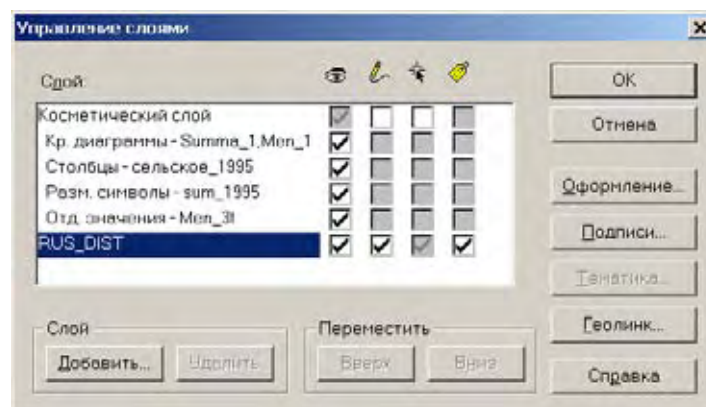 Управление слоями
Слой:
Косметический слой
Кр. диаграммы - Summa_1,Men_1
Столбцы - сельское_1995
Разм. символы - sum_1995
Отд. значения - Men_3t
RUS_DIST
OK
Отмена
Оформление...
Подписи...
Тематика...
Геолинк...
Справка
Слой
Добавить...
Удалить
Переместить
Вверх
Вниз